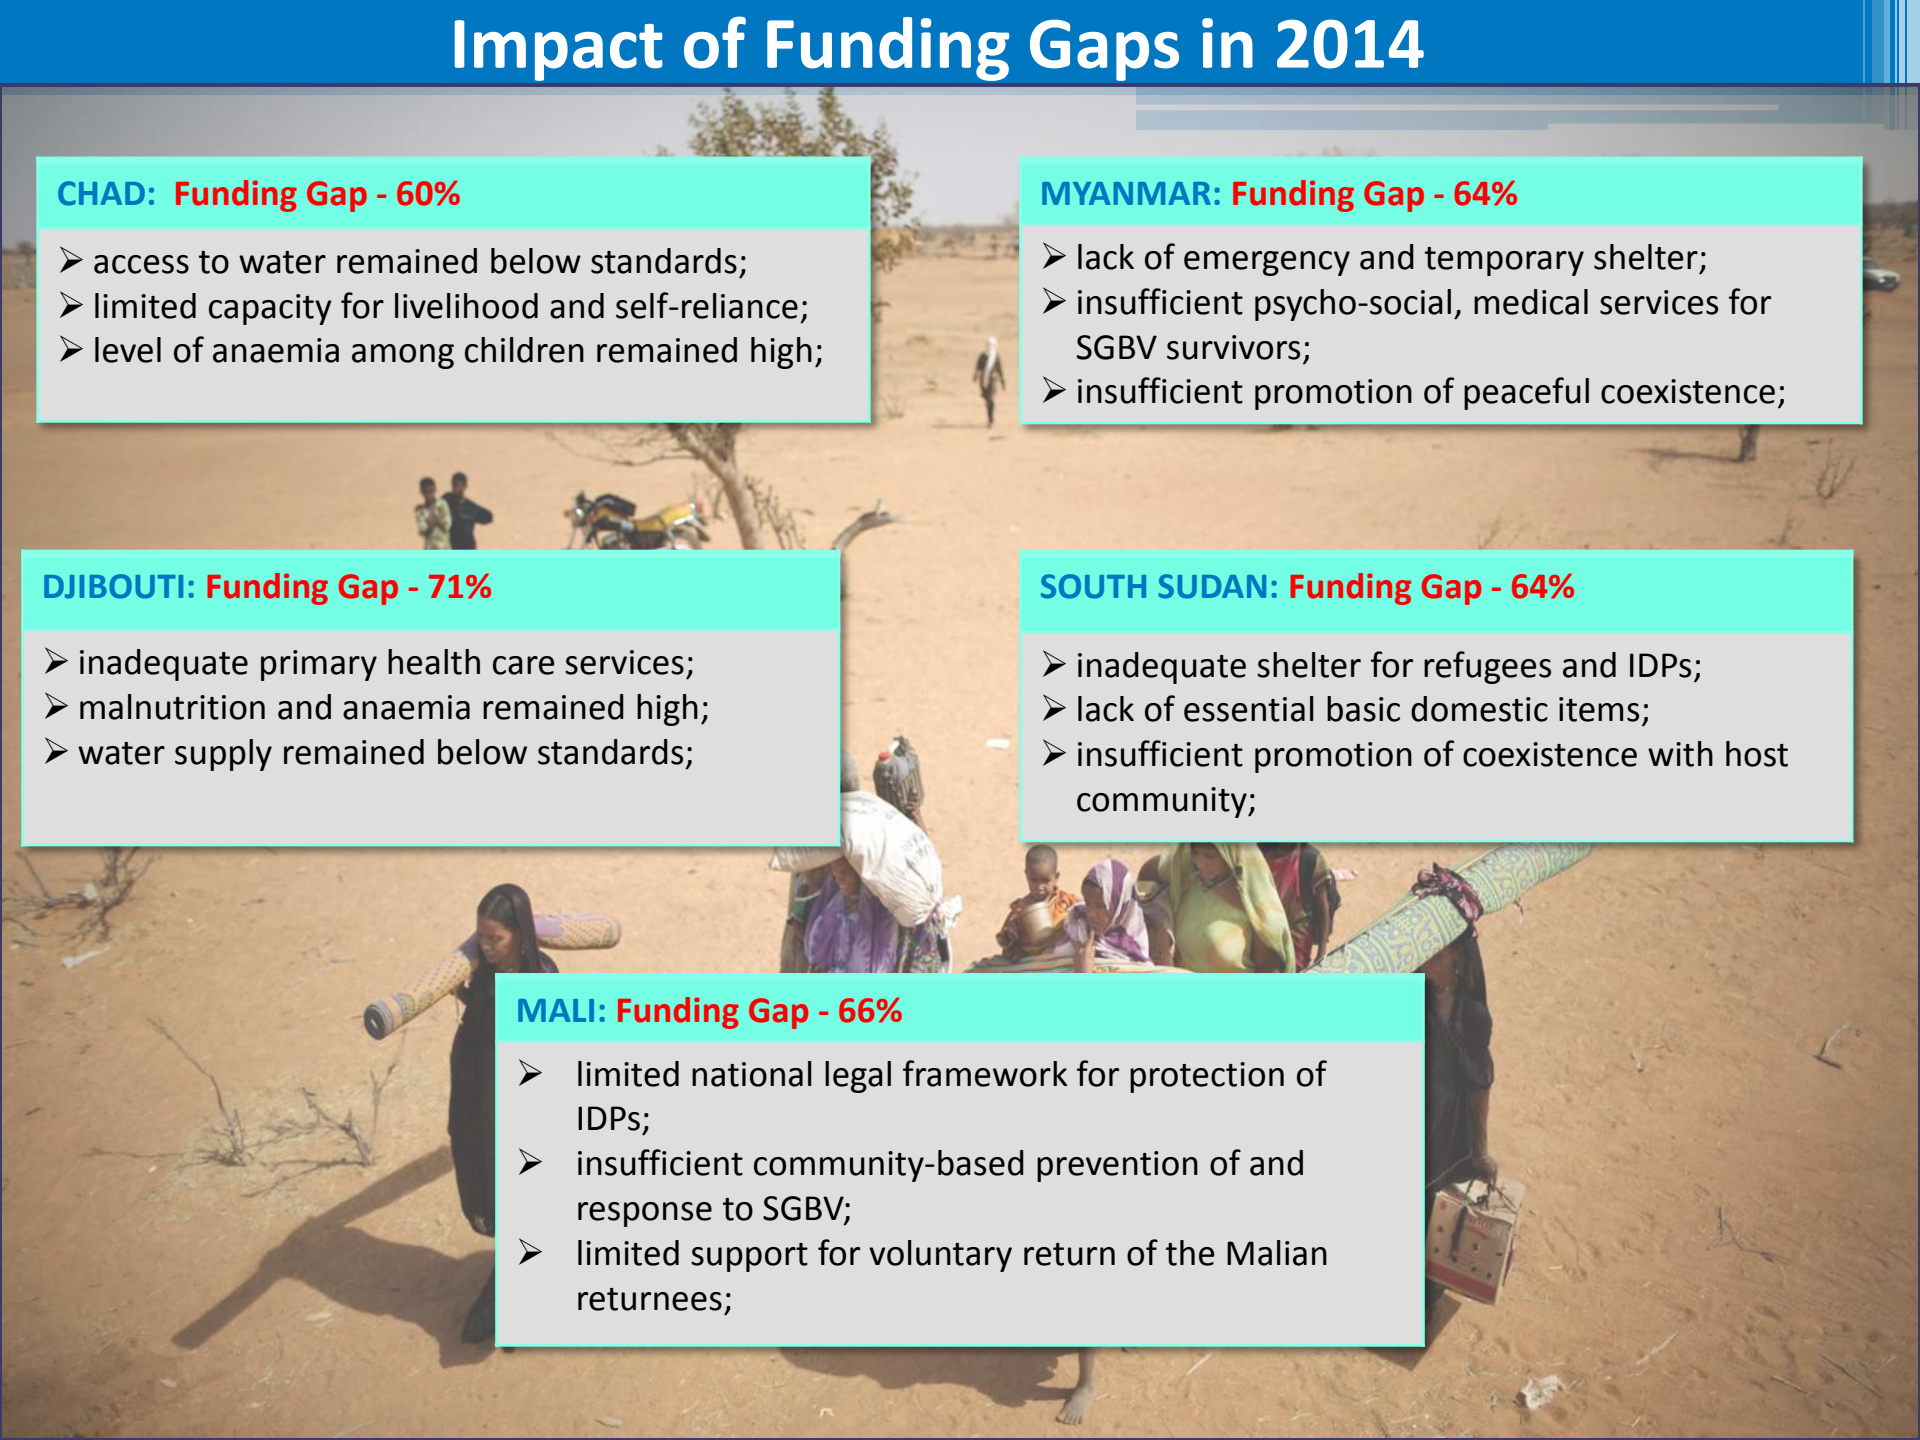 Impact of Funding Gaps in 2014
CHAD: Funding Gap - 60%
➢ access to water remained below standards;
➢ limited capacity for livelihood and self-reliance;
➢ level of anaemia among children remained high;
MYANMAR: Funding Gap - 64%
➢ lack of emergency and temporary shelter;
➢ insufficient psycho-social, medical services for
SGBV survivors;
➢ insufficient promotion of peaceful coexistence;
DJIBOUTI: Funding Gap - 71%
➢ inadequate primary health care services;
➢ malnutrition and anaemia remained high;
➢ water supply remained below standards;
SOUTH SUDAN: Funding Gap - 64%
➢ inadequate shelter for refugees and IDPs;
➢ lack of essential basic domestic items;
➢ insufficient promotion of coexistence with host
community;
MALI: Funding Gap - 66%
➢ limited national legal framework for protection of
IDPs;
➢ insufficient community-based prevention of and
response to SGBV;
➢ limited support for voluntary return of the Malian
returnees;